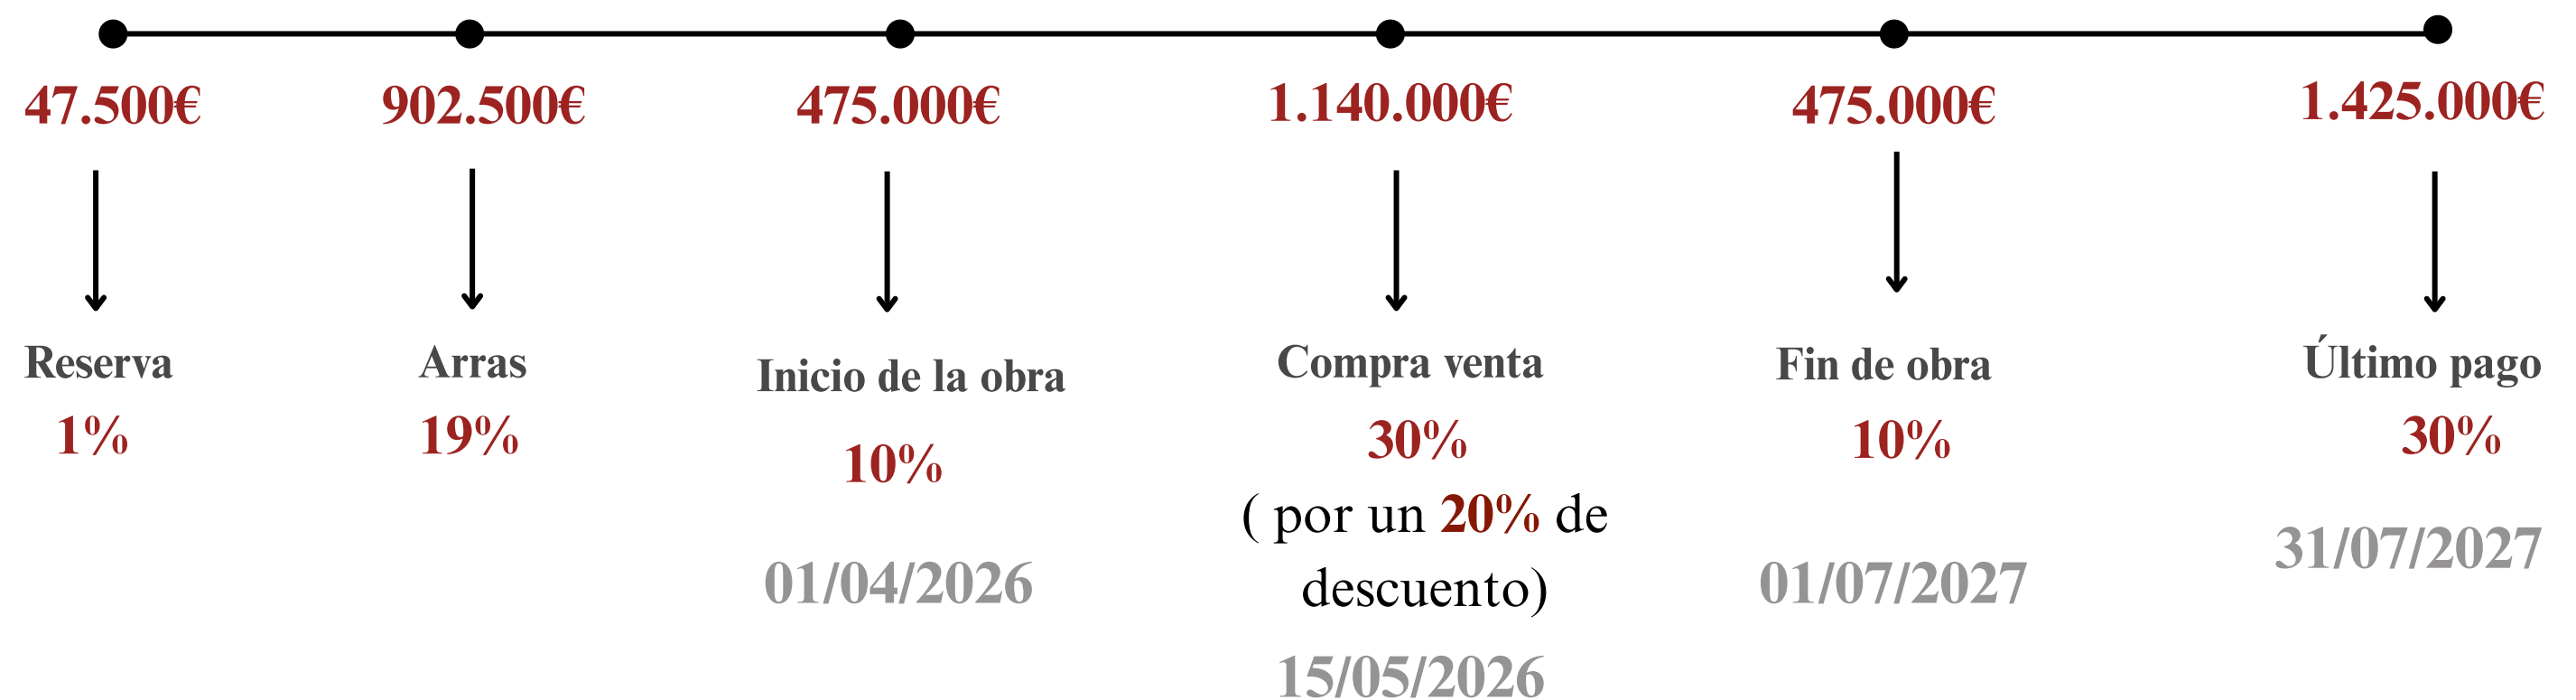 47.500€
902.500€
475.000€
1.140.000€
475.000€
1.425.000€
Reserva
1%
Arras
19%
Inicio de la obra
10%
01/04/2026
Compra venta
30%
( por un 20% de
descuento)
15/05/2026
Fin de obra
10%
01/07/2027
Último pago
30%
31/07/2027